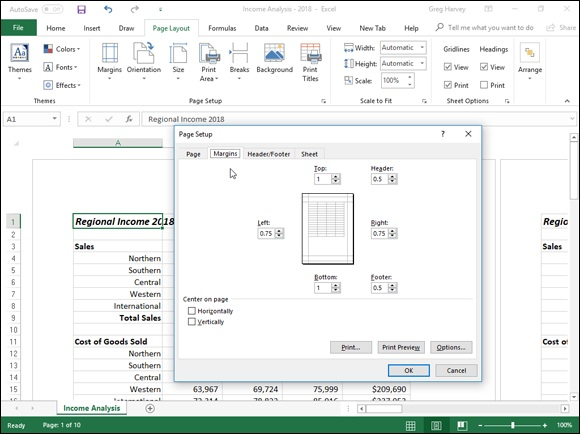 AutoSave Off Income Analysis - 2018 - Excel Greg Harvey
File Home Insert Draw Page Layout Formulas Data Review View New Tab Help Tell me what you want to do Share
Themes Colors Fonts Effects Margins Orientation Size Print Area Breaks Background Print Titles
Width: Automatic Gridlines Headings
Height: Automatic View View
Scale: 100% Print Print Arrange
Themes Page Setup Scale to Fit Sheet Options
A1 fx Regional Income 2018
A
Page Setup ? ×
Page Margins Header/Footer Sheet
Top: Header:
1 0.5
Left: Right:
0.75 0.75
Bottom: Footer:
1 0.5
Center on page
Horizontally
Vertically
Print... Print Preview Options...
OK Cancel
1 Regional Income 2018
2
3 Sales
4 Northern
5 Southern
6 Central
7 Western
8 International
9 Total Sales
10
11 Cost of Goods Sold Cost of
12 Northern
13 Southern
14 Central
15 Western 63,967 69,724 75,999 $209,690
16 International
Income Analysis
Ready Page: 1 of 10 100%